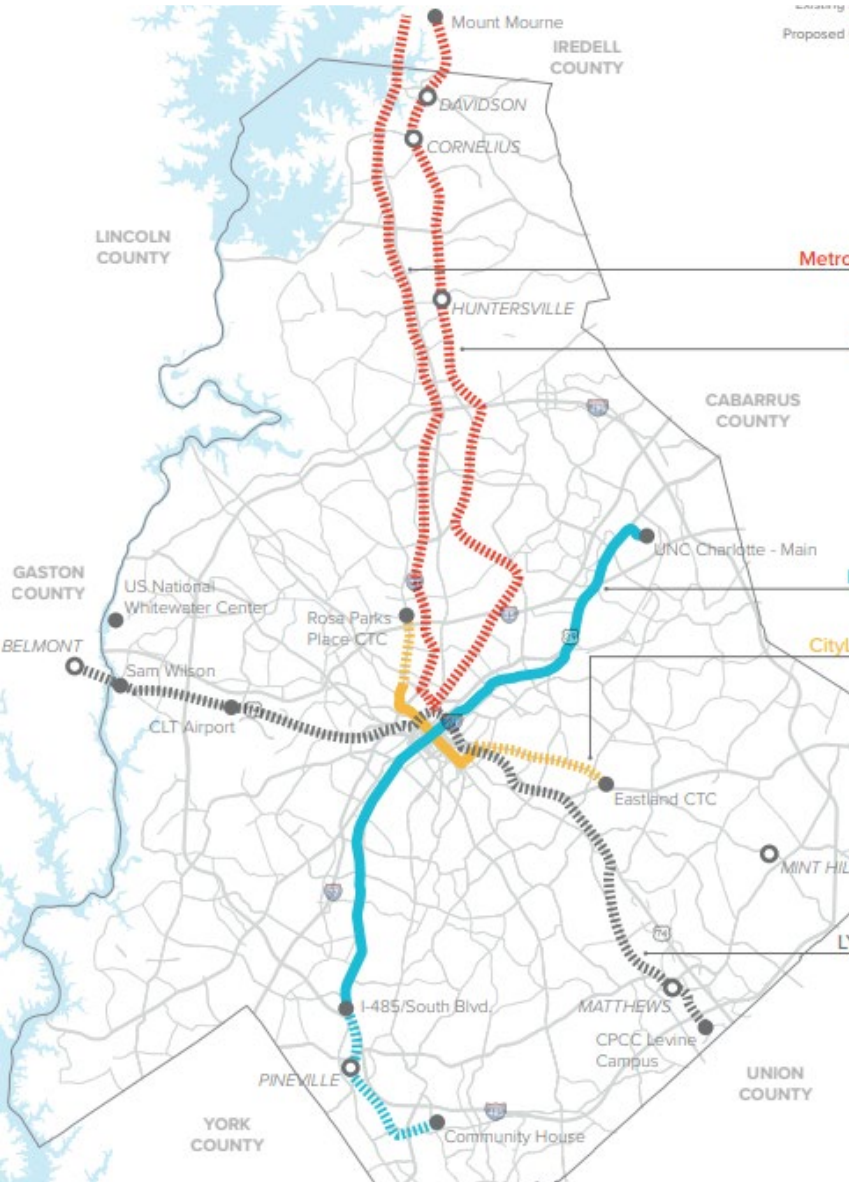 Mount Mourne
IREDELL
COUNTY
Proposed
DAVIDSON
CORNELIUS
LINCOLN
COUNTY
Metro
HUNTERSVILLE
CABARRUS
COUNTY
UNC Charlotte - Main
GASTON
COUNTY
US National
Whitewater Center
Rosa Parks
Place CTC
BELMONT
Sam Wilson
CityL
CLT Airport
Eastland CTC
MINT HIL
74
L
I-485/South Blvd.
MATTHEWS
CPCC Levine
Campus
PINEVILLE
UNION
COUNTY
YORK
COUNTY
Community House